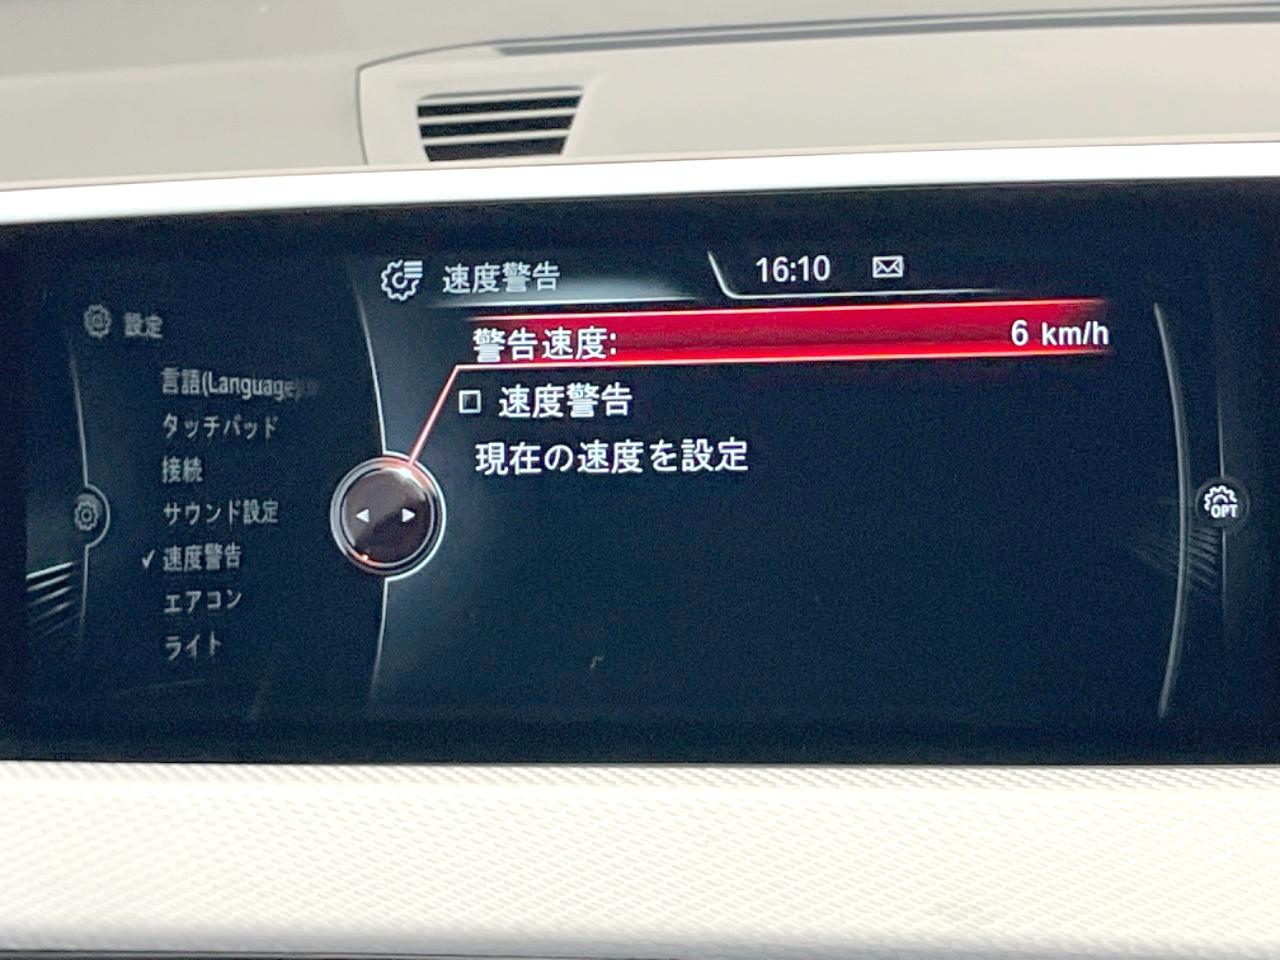 速度警告
16:10
設定
警告速度: 6 km/h
速度警告
現在の速度を設定
言語(Language)
タッチパッド
接続
サウンド設定
✓ 速度警告
エアコン
ライト
OPT